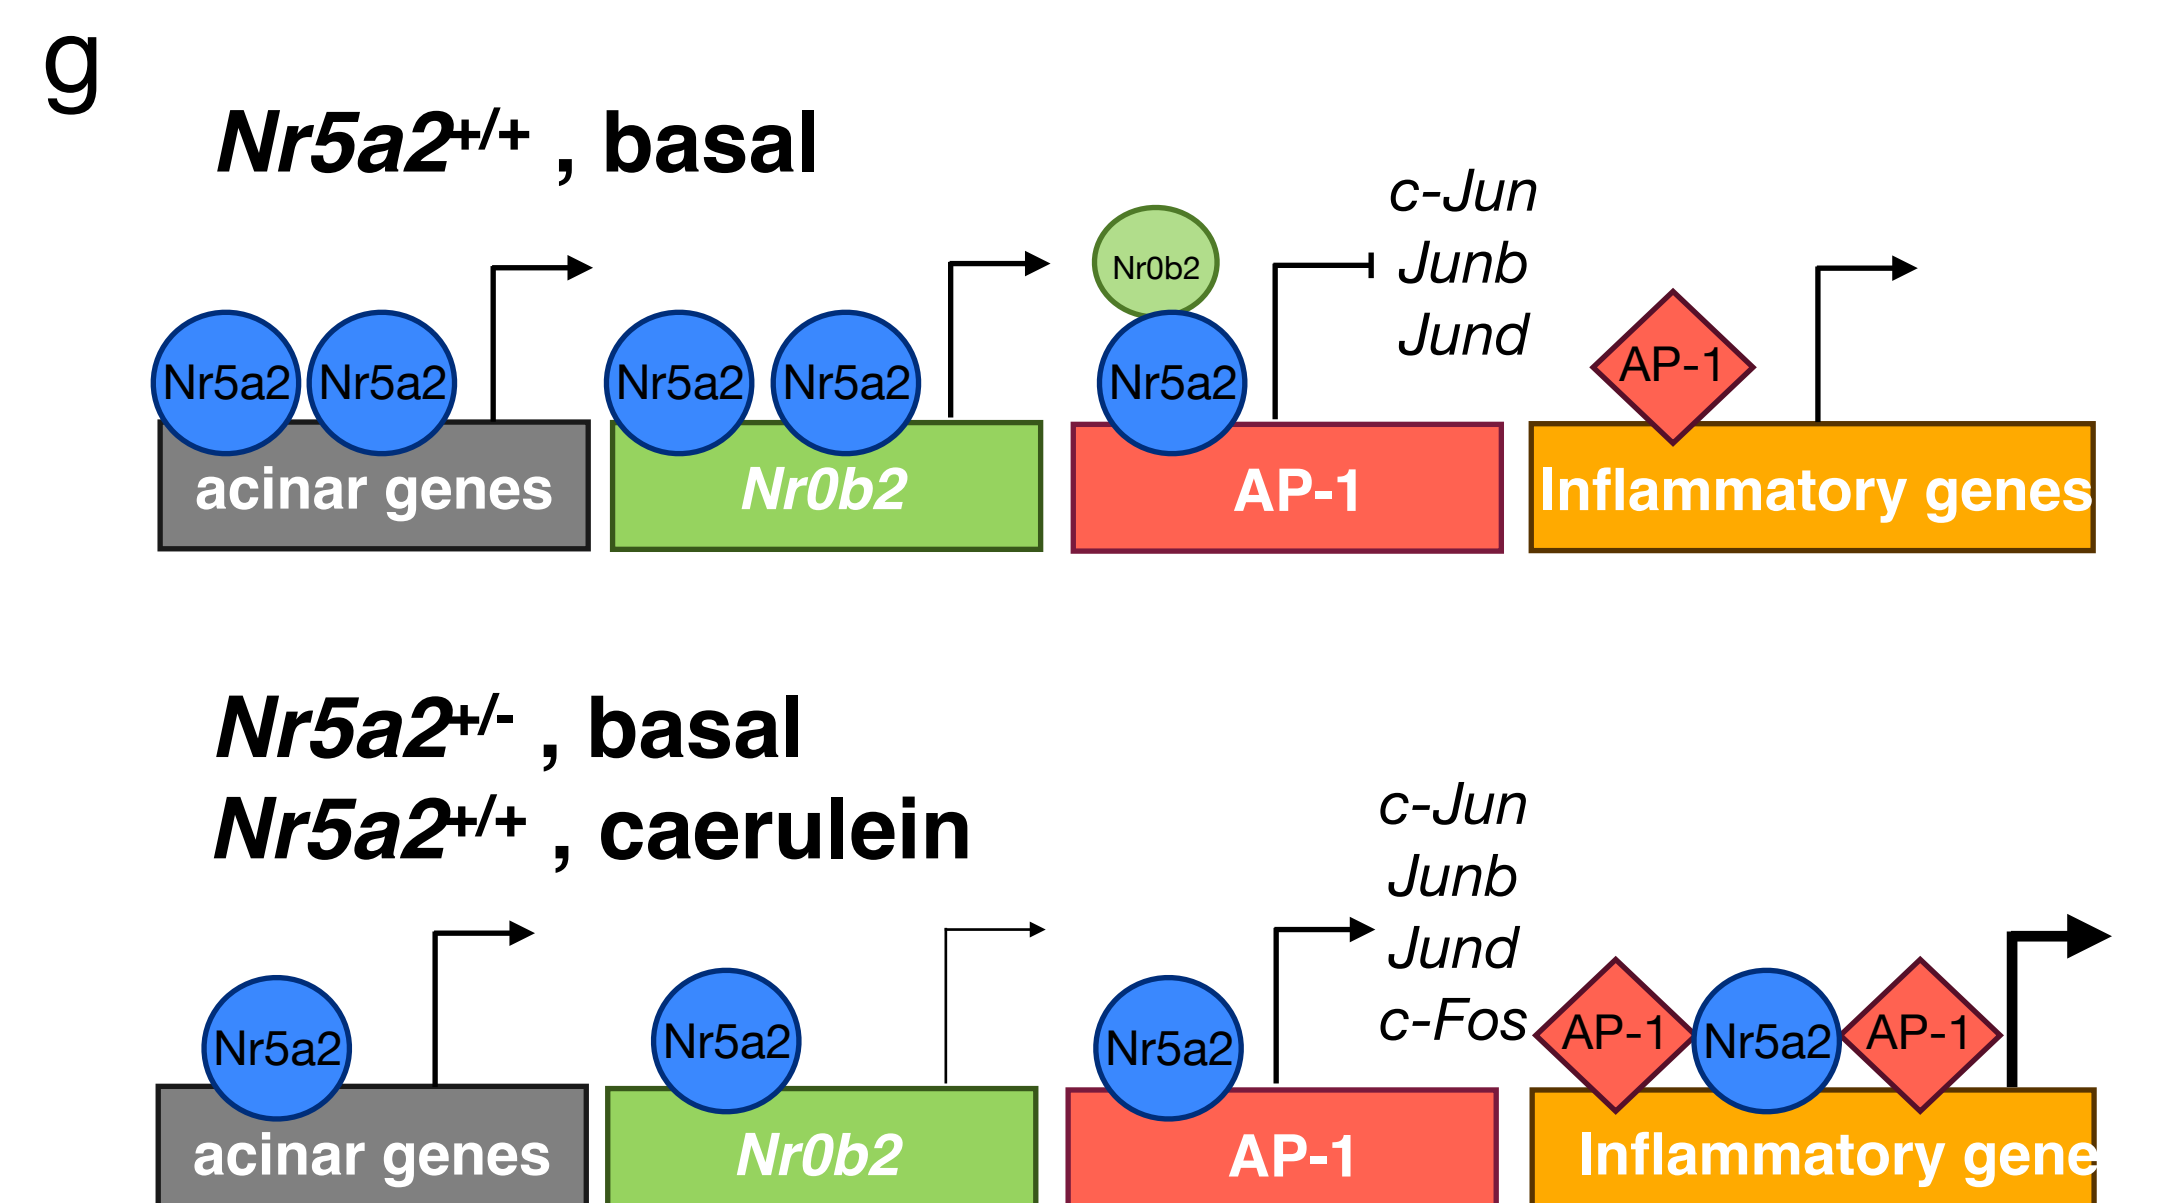 g
Nr5a2+/+ , basal
c-Jun
Junb
Jund
Nr0b2
Nr5a2 Nr5a2 Nr5a2 Nr5a2 Nr5a2 AP-1
acinar genes Nr0b2 AP-1 Inflammatory genes
Nr5a2+/- , basal
Nr5a2+/+ , caerulein
c-Jun
Junb
Jund
c-Fos
Nr5a2 Nr5a2 Nr5a2 AP-1 Nr5a2 AP-1
acinar genes Nr0b2 AP-1 Inflammatory gene